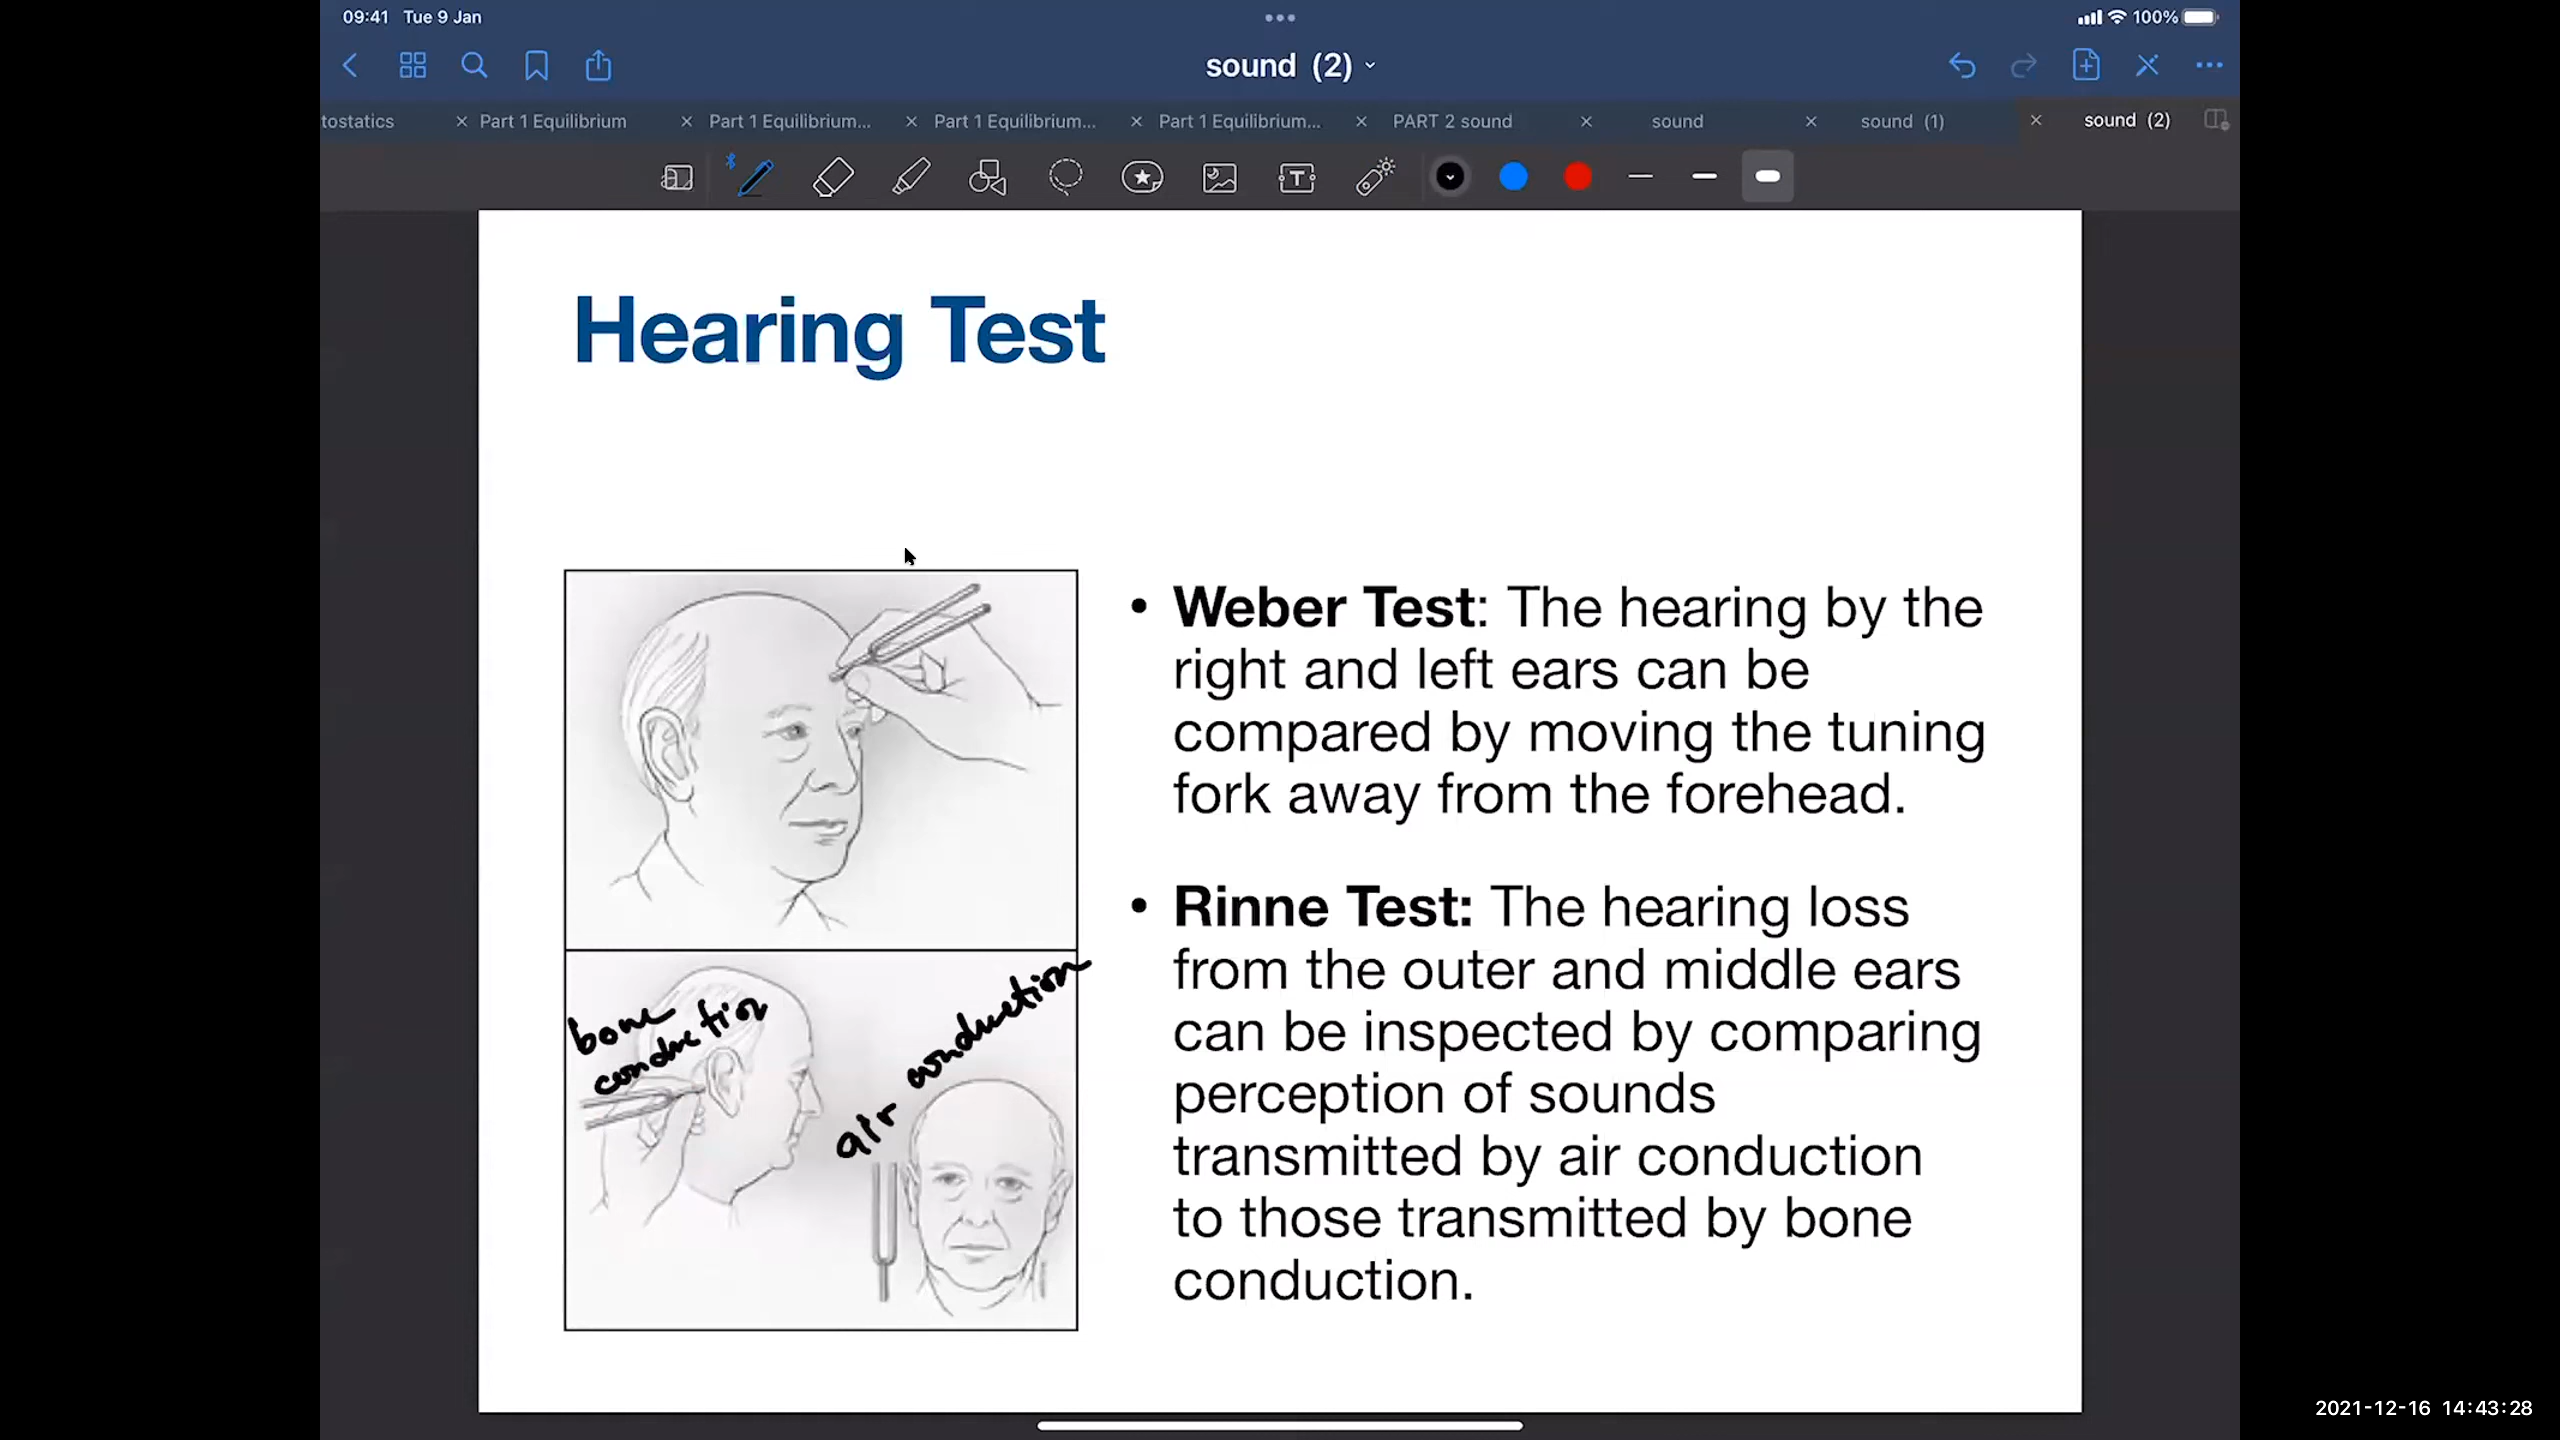 09:41 Tue 9 Jan
100%
sound (2)
tostatics
Part 1 Equilibrium
Part 1 Equilibrium...
Part 1 Equilibrium...
Part 1 Equilibrium...
PART 2 sound
sound
sound (1)
sound (2)
Hearing Test
• Weber Test: The hearing by the
right and left ears can be
compared by moving the tuning
fork away from the forehead.
bone
conduction
air conduction
• Rinne Test: The hearing loss
from the outer and middle ears
can be inspected by comparing
perception of sounds
transmitted by air conduction
to those transmitted by bone
conduction.
2021-12-16 14:43:28